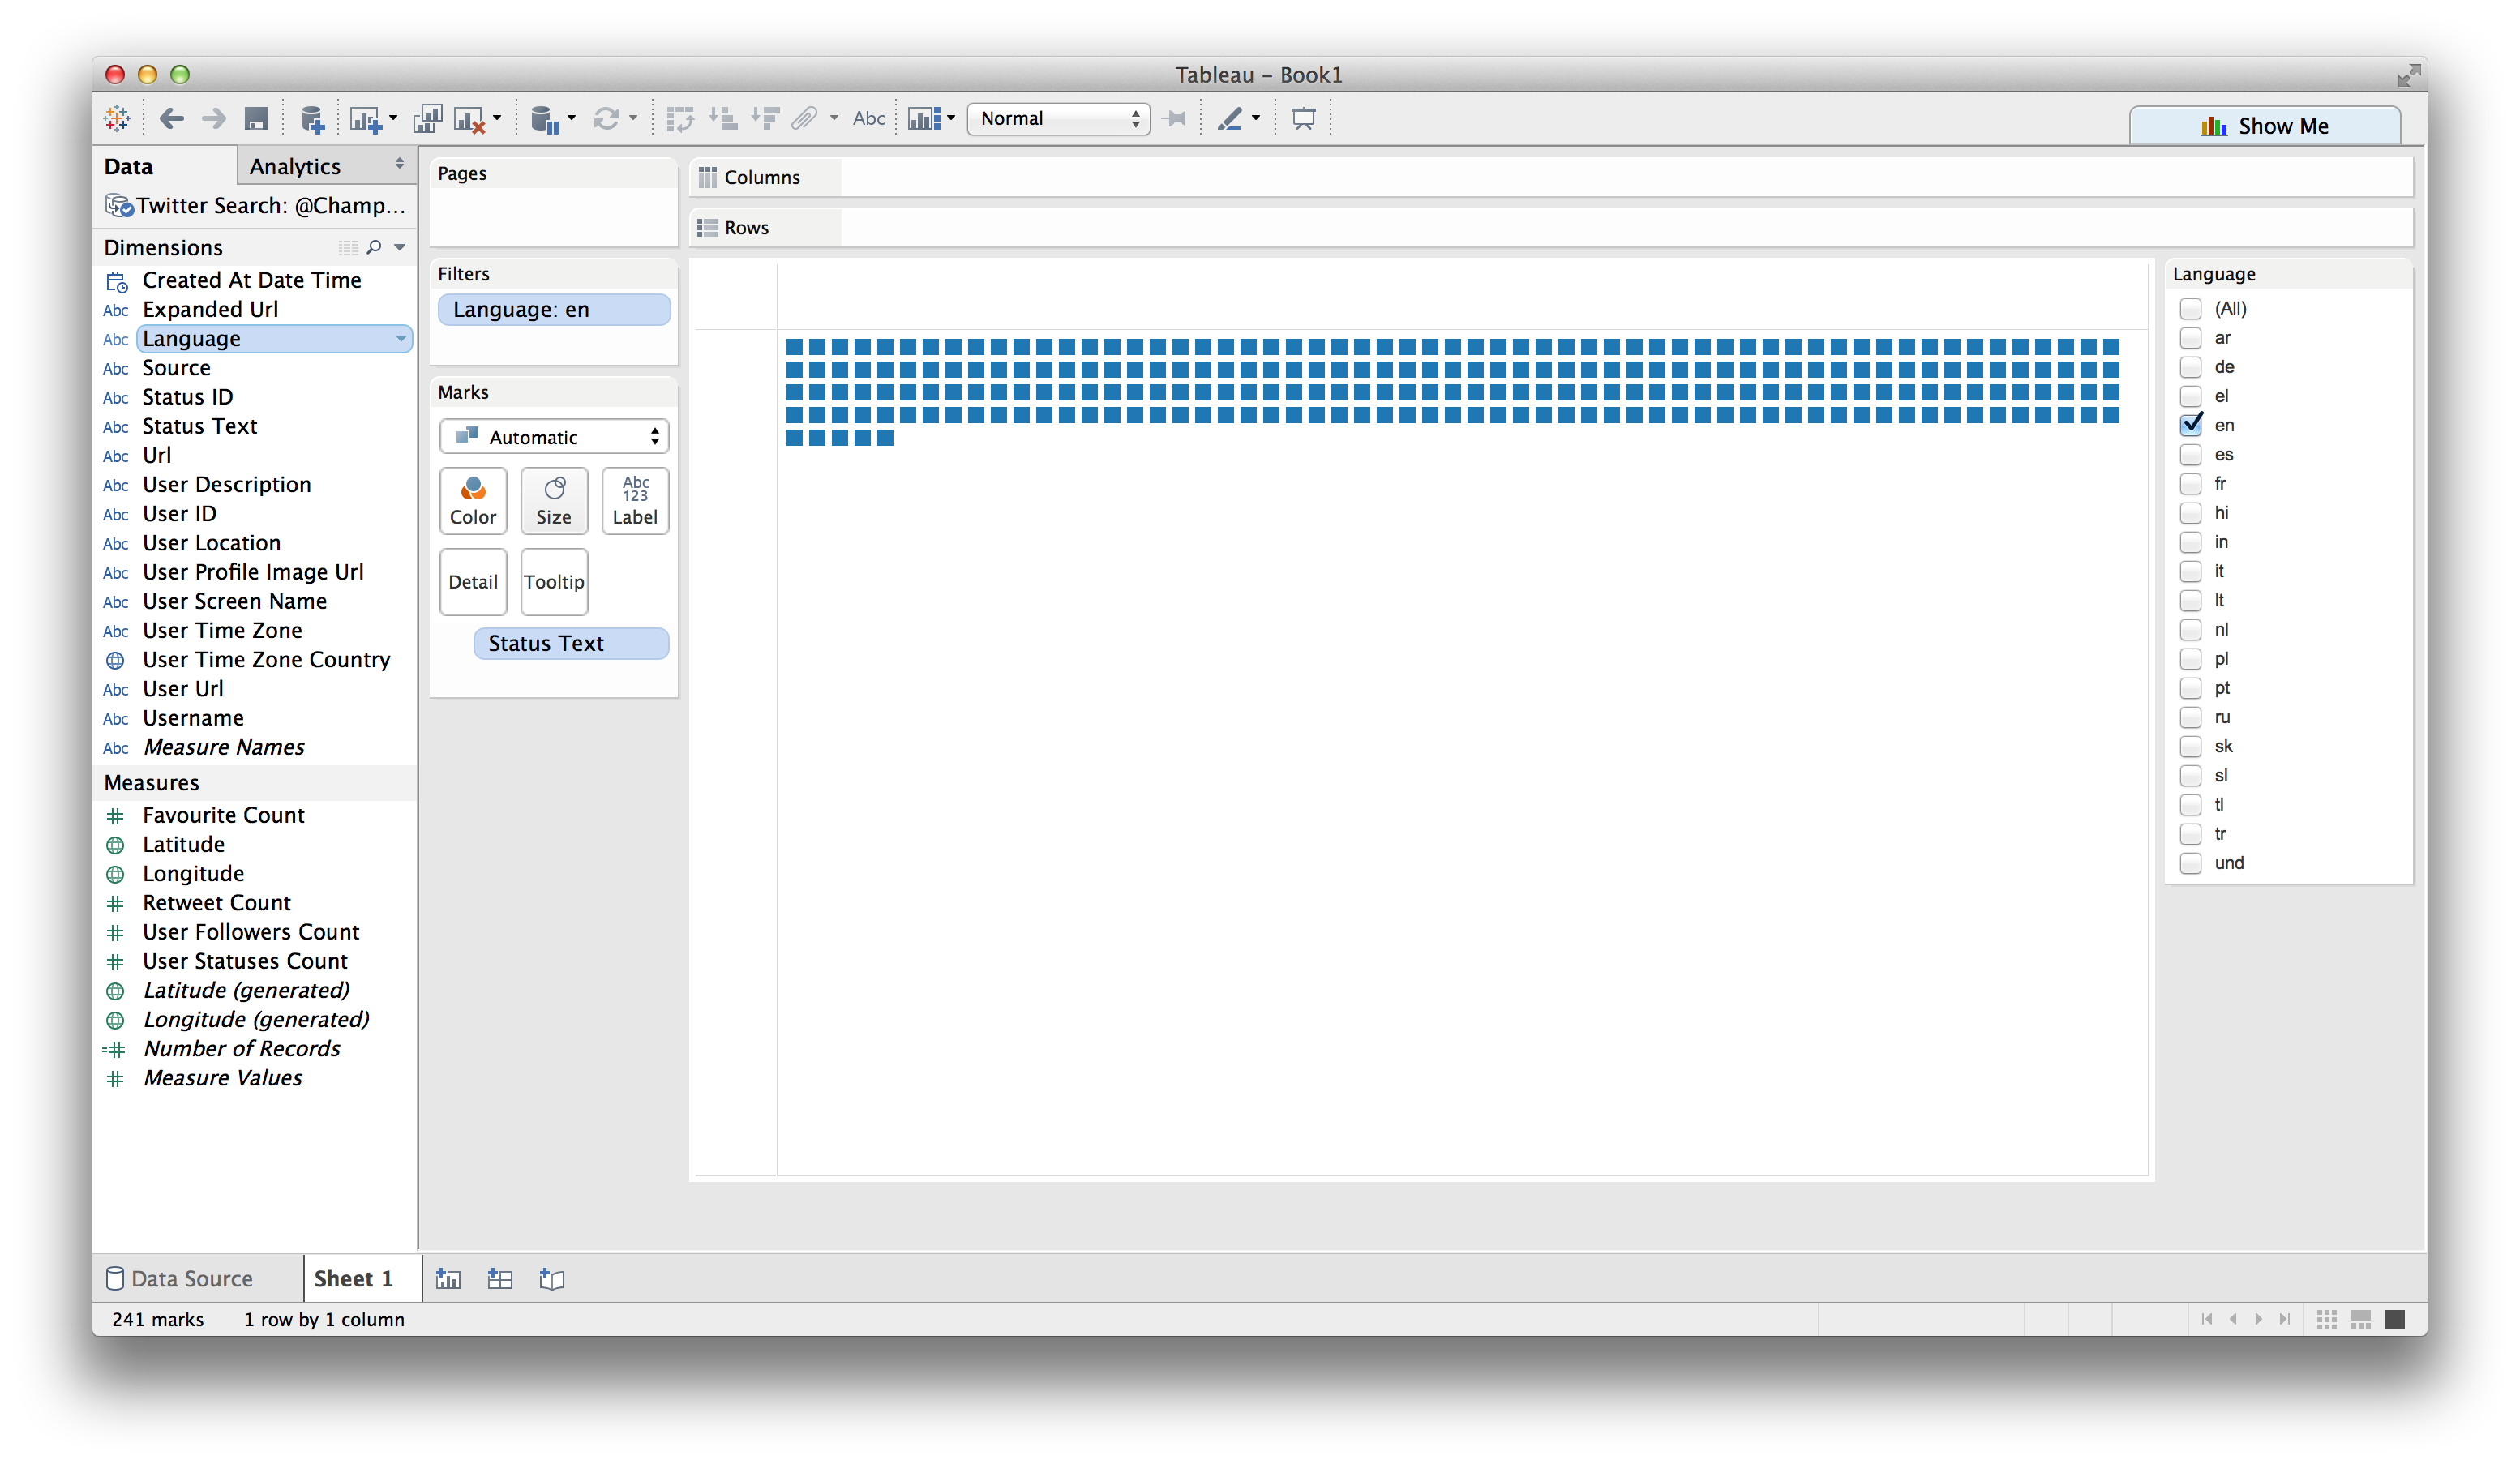 Tableau - Book1
Abc
Normal
Show Me
Data
Analytics
Twitter Search: @Champ...
Dimensions
Created At Date Time
Abc Expanded Url
Abc Language
Abc Source
Abc Status ID
Abc Status Text
Abc Url
Abc User Description
Abc User ID
Abc User Location
Abc User Profile Image Url
Abc User Screen Name
Abc User Time Zone
User Time Zone Country
Abc User Url
Abc Username
Abc Measure Names
Measures
Favourite Count
Latitude
Longitude
Retweet Count
User Followers Count
User Statuses Count
Latitude (generated)
Longitude (generated)
Number of Records
Measure Values
Pages
Filters
Language: en
Marks
Automatic
Color
Size
Abc
123
Label
Detail
Tooltip
Status Text
Columns
Rows
Language
(All)
ar
de
el
en
es
fr
hi
in
it
lt
nl
pl
pt
ru
sk
sl
tl
tr
und
Data Source
Sheet 1
241 marks
1 row by 1 column